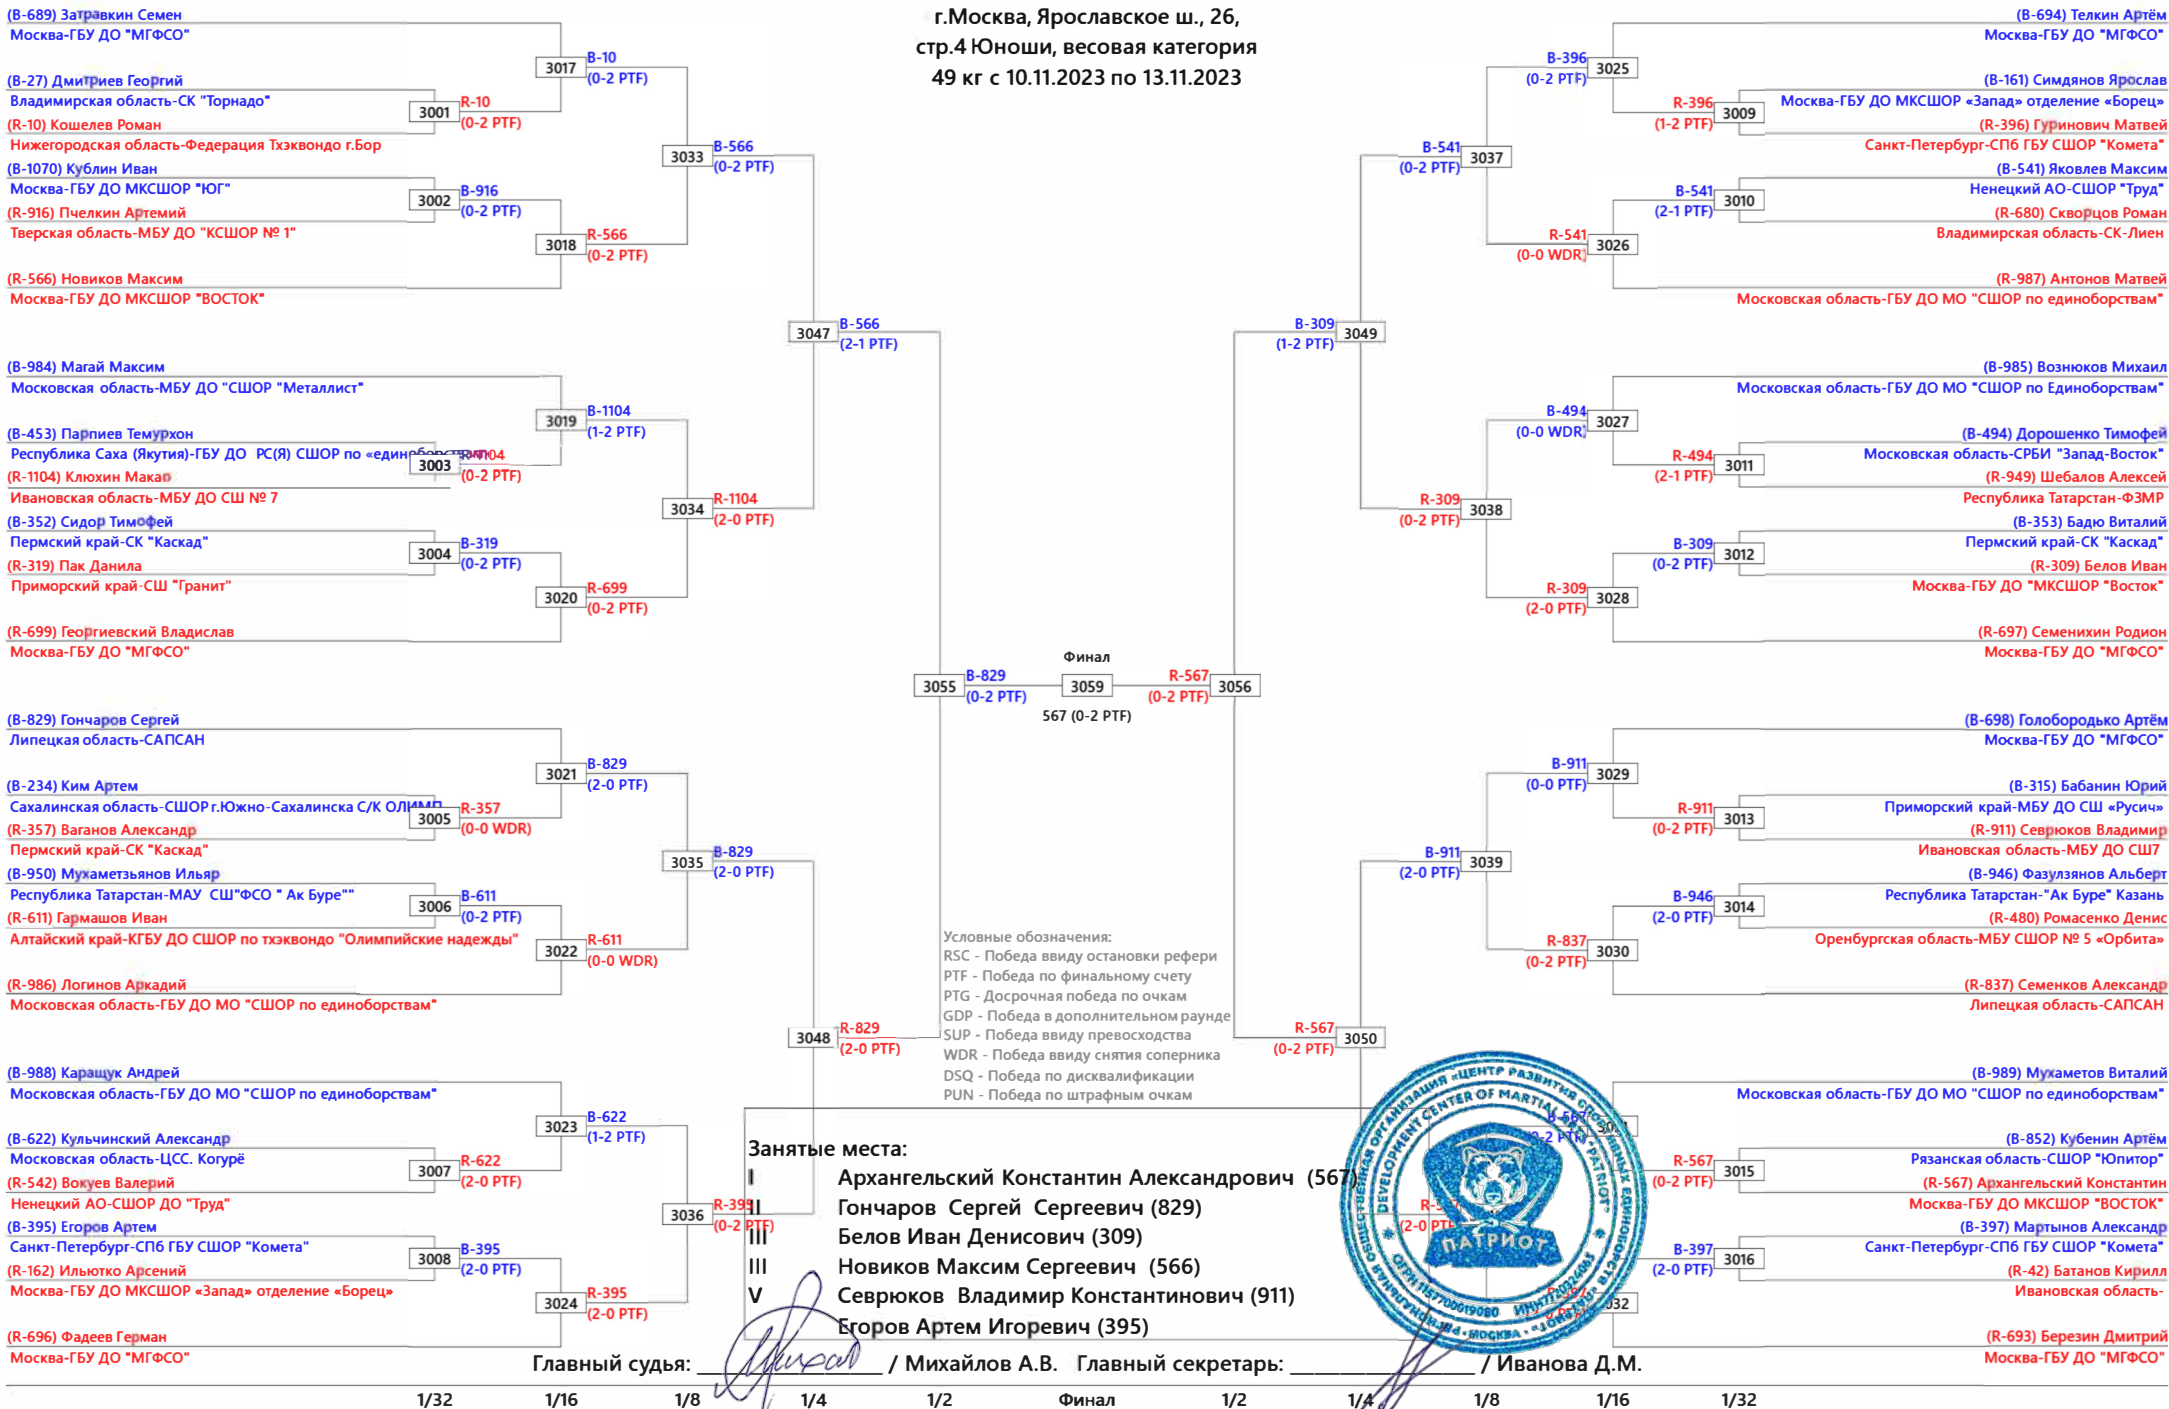 г.Москва, Ярославское ш., 26,
стр.4 Юноши, весовая категория
49 кг с 10.11.2023 по 13.11.2023
(B-689) Затравкин Семен
Москва-ГБУ ДО "МГФСО"
3017
B-10
(0-2 PTF)
(B-27) Дмитриев Георгий
Владимирская область-СК "Торнадо"
3001
R-10
(0-2 PTF)
(R-10) Кошелев Роман
Нижегородская область-Федерация Тхэквондо г.Бор
3033
B-566
(0-2 PTF)
(B-1070) Кублин Иван
Москва-ГБУ ДО МКСШОР "ЮГ"
3002
B-916
(0-2 PTF)
(R-916) Пчелкин Артемий
Тверская область-МБУ ДО "КСШОР № 1"
3018
R-566
(0-2 PTF)
(R-566) Новиков Максим
Москва-ГБУ ДО МКСШОР "ВОСТОК"
3047
B-566
(2-1 PTF)
(B-984) Магай Максим
Московская область-МБУ ДО "СШОР "Металлист"
3019
B-1104
(1-2 PTF)
(B-453) Парпиев Темурхон
Республика Саха (Якутия)-ГБУ ДО РС(Я) СШОР по
3003
(0-2 PTF)
(R-1104) Клюхин Макар
Ивановская область-МБУ ДО СШ № 7
3034
R-1104
(2-0 PTF)
(B-352) Сидор Тимофей
Пермский край-СК "Каскад"
3004
B-319
(0-2 PTF)
(R-319) Пак Данила
Приморский край-СШ "Гранит"
3020
R-699
(0-2 PTF)
(R-699) Георгиевский Владислав
Москва-ГБУ ДО "МГФСО"
3055
B-829
(0-2 PTF)
Финал
3059
567 (0-2 PTF)
R-567
(0-2 PTF)
3056
(B-829) Гончаров Сергей
Липецкая область-САПСАН
3021
B-829
(2-0 PTF)
(B-234) Ким Артем
Сахалинская область-СШОР г.Южно-Сахалинска С/К ОЛИМП
3005
R-357
(0-0 WDR)
(R-357) Ваганов Александр
Пермский край-СК "Каскад"
3035
B-829
(2-0 PTF)
(B-950) Мухаметзьянов Ильяр
Республика Татарстан-МАУ СШ"ФСО " Ак Буре""
3006
B-611
(0-2 PTF)
(R-611) Гармашов Иван
Алтайский край-КГБУ ДО СШОР по тхэквондо "Олимпийские надежды"
3022
R-611
(0-0 WDR)
(R-986) Логинов Аркадий
Московская область-ГБУ ДО МО "СШОР по единоборствам"
3048
R-829
(2-0 PTF)
(B-988) Каращук Андрей
Московская область-ГБУ ДО МО "СШОР по единоборствам"
3023
B-622
(1-2 PTF)
(B-622) Кульчинский Александр
Московская область-ЦСС. Когурё
3007
R-622
(2-0 PTF)
(R-542) Вокуев Валерий
Ненецкий АО-СШОР ДО "Труд"
3036
R-395
(0-2 PTF)
(B-395) Егоров Артем
Санкт-Петербург-СПб ГБУ СШОР "Комета"
3008
B-395
(2-0 PTF)
(R-162) Ильютко Арсений
Москва-ГБУ ДО МКСШОР «Запад» отделение «Борец»
3024
R-395
(2-0 PTF)
(R-696) Фадеев Герман
Москва-ГБУ ДО "МГФСО"
(B-694) Телкин Артём
Москва-ГБУ ДО "МГФСО"
B-396
(0-2 PTF)
3025
(B-161) Симдянов Ярослав
Москва-ГБУ ДО МКСШОР «Запад» отделение «Борец»
R-396
(1-2 PTF)
3009
(R-396) Гуринович Матвей
Санкт-Петербург-СПб ГБУ СШОР "Комета"
B-541
(0-2 PTF)
3037
(B-541) Яковлев Максим
Ненецкий АО-СШОР "Труд"
B-541
(2-1 PTF)
3010
(R-680) Скворцов Роман
Владимирская область-СК-Лиен
R-541
(0-0 WDR)
3026
(R-987) Антонов Матвей
Московская область-ГБУ ДО МО "СШОР по единоборствам"
B-309
(1-2 PTF)
3049
(B-985) Вознюков Михаил
Московская область-ГБУ ДО МО "СШОР по Единоборствам"
B-494
(0-0 WDR)
3027
(B-494) Дорошенко Тимофей
Московская область-СРБИ "Запад-Восток"
R-494
(2-1 PTF)
3011
(R-949) Шебалов Алексей
Республика Татарстан-ФЗМР
R-309
(0-2 PTF)
3038
(B-353) Бадю Виталий
Пермский край-СК "Каскад"
B-309
(0-2 PTF)
3012
(R-309) Белов Иван
Москва-ГБУ ДО "МКСШОР "Восток"
R-309
(2-0 PTF)
3028
(R-697) Семенихин Родион
Москва-ГБУ ДО "МГФСО"
(B-698) Голобородько Артём
Москва-ГБУ ДО "МГФСО"
B-911
(0-0 PTF)
3029
(B-315) Бабанин Юрий
Приморский край-МБУ ДО СШ «Русич»
R-911
(0-2 PTF)
3013
(R-911) Севрюков Владимир
Ивановская область-МБУ ДО СШ7
B-911
(2-0 PTF)
3039
(B-946) Фазулзянов Альберт
Республика Татарстан-"Ак Буре" Казань
B-946
(2-0 PTF)
3014
(R-480) Ромасенко Денис
Оренбургская область-МБУ СШОР № 5 «Орбита»
R-837
(0-2 PTF)
3030
(R-837) Семенков Александр
Липецкая область-САПСАН
R-567
(0-2 PTF)
3050
(B-989) Мухаметов Виталий
Московская область-ГБУ ДО МО "СШОР по единоборствам"
(B-852) Кубенин Артём
Рязанская область-СШОР "Юпитор"
R-567
(0-2 PTF)
3015
(R-567) Архангельский Константин
Москва-ГБУ ДО МКСШОР "ВОСТОК"
(2-0 PTF
(B-397) Мартынов Александр
Санкт-Петербург-СПб ГБУ СШОР "Комета"
B-397
(2-0 PTF)
3016
(R-42) Батанов Кирилл
Ивановская область-
(R-693) Березин Дмитрий
Москва-ГБУ ДО "МГФСО"
Условные обозначения:
RSC - Победа ввиду остановки рефери
PTF - Победа по финальному счету
PTG - Досрочная победа по очкам
GDP - Победа в дополнительном раунде
SUP - Победа ввиду превосходства
WDR - Победа ввиду снятия соперника
DSQ - Победа по дисквалификации
PUN - Победа по штрафным очкам
Занятые места:
I Архангельский Константин Александрович (567)
II Гончаров Сергей Сергеевич (829)
III Белов Иван Денисович (309)
III Новиков Максим Сергеевич (566)
V Севрюков Владимир Константинович (911)
Егоров Артем Игоревич (395)
DEVELOPMENT CENTER OF MARTIAL "PATRIOT"
ПАТРИОТ
Главный судья: / Михайлов А.В. Главный секретарь: / Иванова Д.М.
1/32 1/16 1/8 1/4 1/2 Финал 1/2 1/4 1/8 1/16 1/32